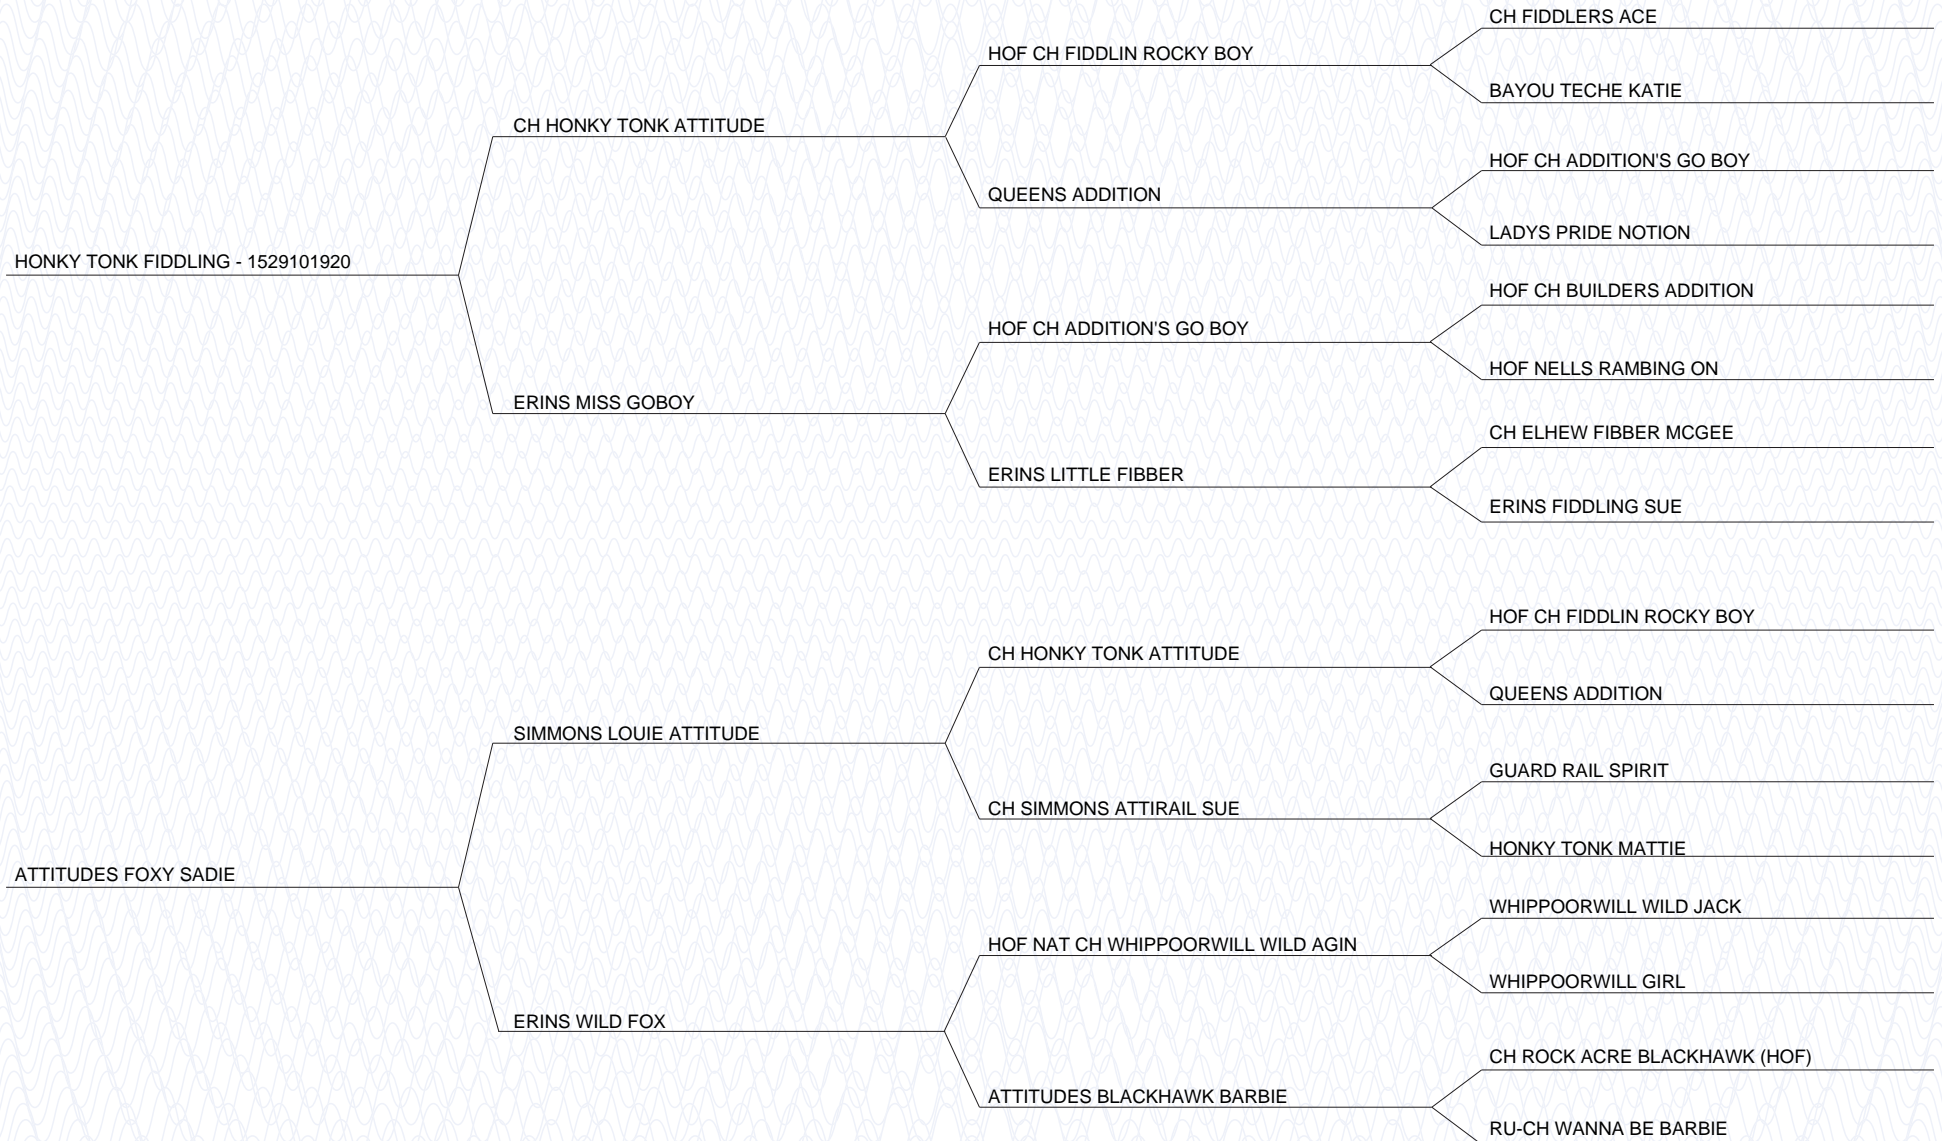 CH FIDDLERS ACE
HOF CH FIDDLIN ROCKY BOY
BAYOU TECHE KATIE
CH HONKY TONK ATTITUDE
HOF CH ADDITION'S GO BOY
QUEENS ADDITION
LADYS PRIDE NOTION
HONKY TONK FIDDLING - 1529101920
HOF CH BUILDERS ADDITION
HOF CH ADDITION'S GO BOY
HOF NELLS RAMBING ON
ERINS MISS GOBOY
CH ELHEW FIBBER MCGEE
ERINS LITTLE FIBBER
ERINS FIDDLING SUE
HOF CH FIDDLIN ROCKY BOY
CH HONKY TONK ATTITUDE
QUEENS ADDITION
SIMMONS LOUIE ATTITUDE
GUARD RAIL SPIRIT
CH SIMMONS ATTIRAIL SUE
HONKY TONK MATTIE
ATTITUDES FOXY SADIE
WHIPPOORWILL WILD JACK
HOF NAT CH WHIPPOORWILL WILD AGIN
WHIPPOORWILL GIRL
ERINS WILD FOX
CH ROCK ACRE BLACKHAWK (HOF)
ATTITUDES BLACKHAWK BARBIE
RU-CH WANNA BE BARBIE